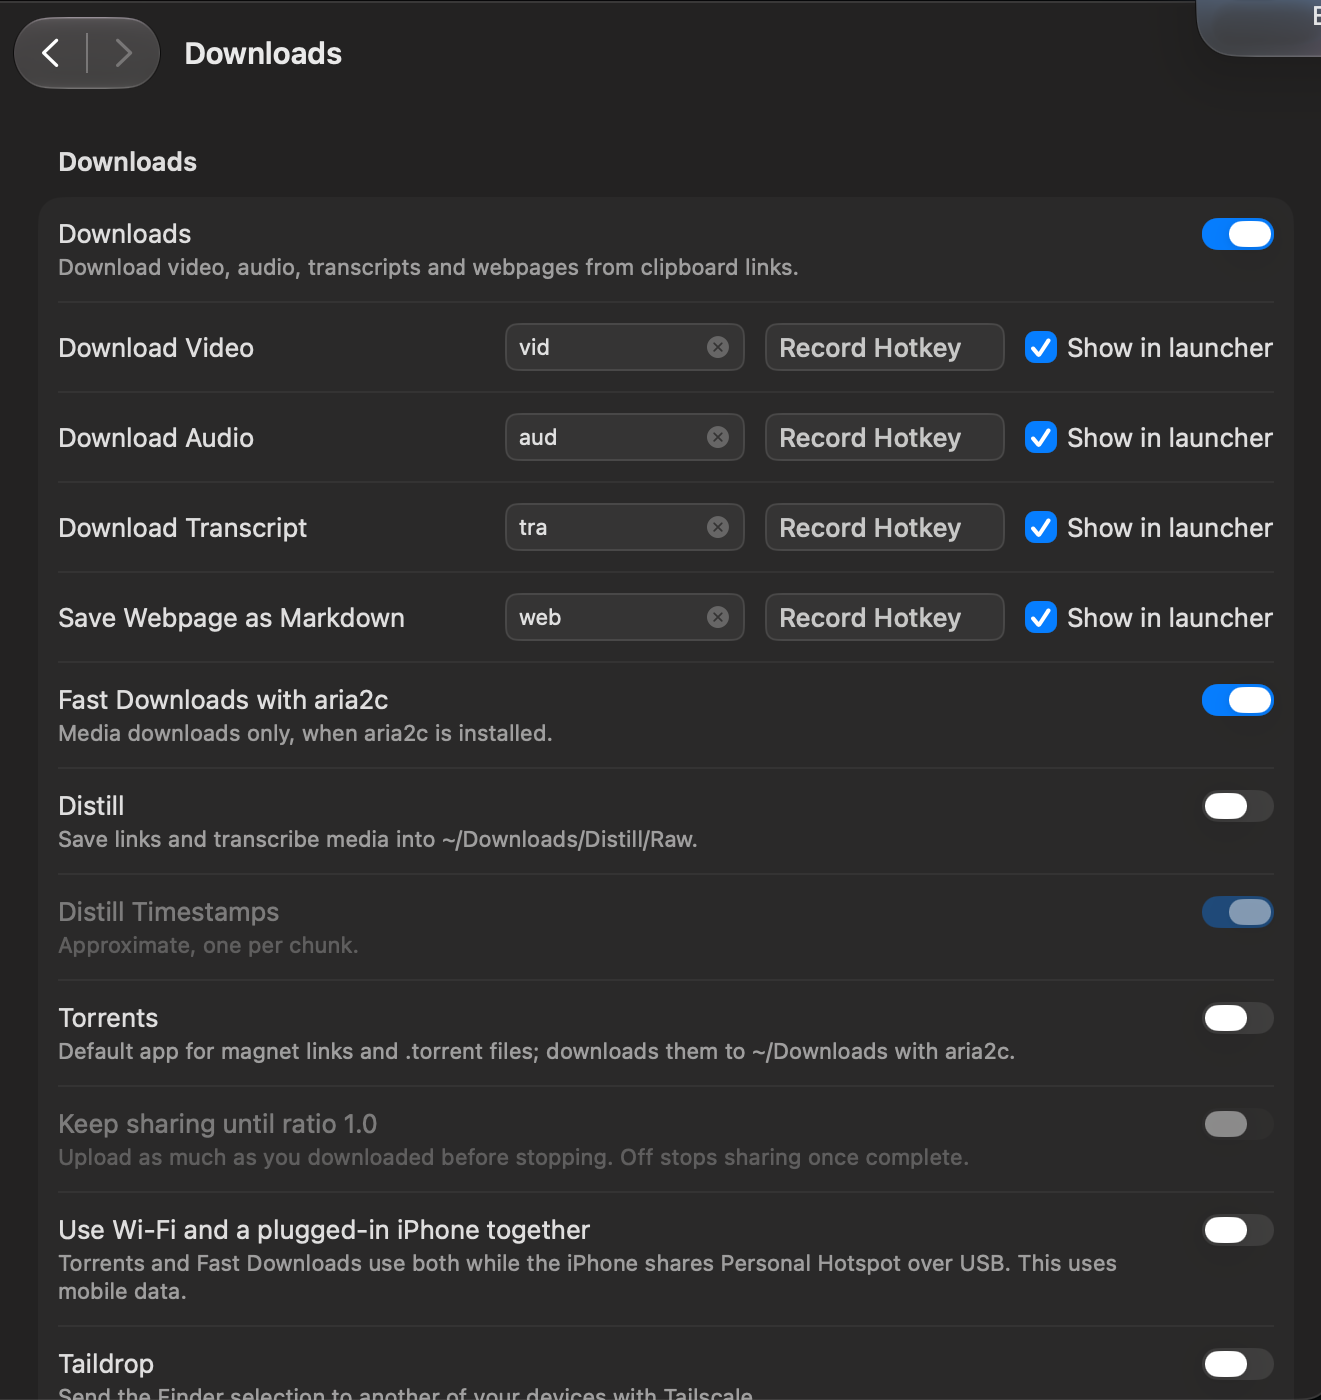 Downloads
Downloads
Downloads
Download video, audio, transcripts and webpages from clipboard links.
Download Video vid Record Hotkey Show in launcher
Download Audio aud Record Hotkey Show in launcher
Download Transcript tra Record Hotkey Show in launcher
Save Webpage as Markdown web Record Hotkey Show in launcher
Fast Downloads with aria2c
Media downloads only, when aria2c is installed.
Distill
Save links and transcribe media into ~/Downloads/Distill/Raw.
Distill Timestamps
Approximate, one per chunk.
Torrents
Default app for magnet links and .torrent files; downloads them to ~/Downloads with aria2c.
Keep sharing until ratio 1.0
Upload as much as you downloaded before stopping. Off stops sharing once complete.
Use Wi-Fi and a plugged-in iPhone together
Torrents and Fast Downloads use both while the iPhone shares Personal Hotspot over USB. This uses
mobile data.
Taildrop
Send the Finder selection to another of your devices with Tailscale.